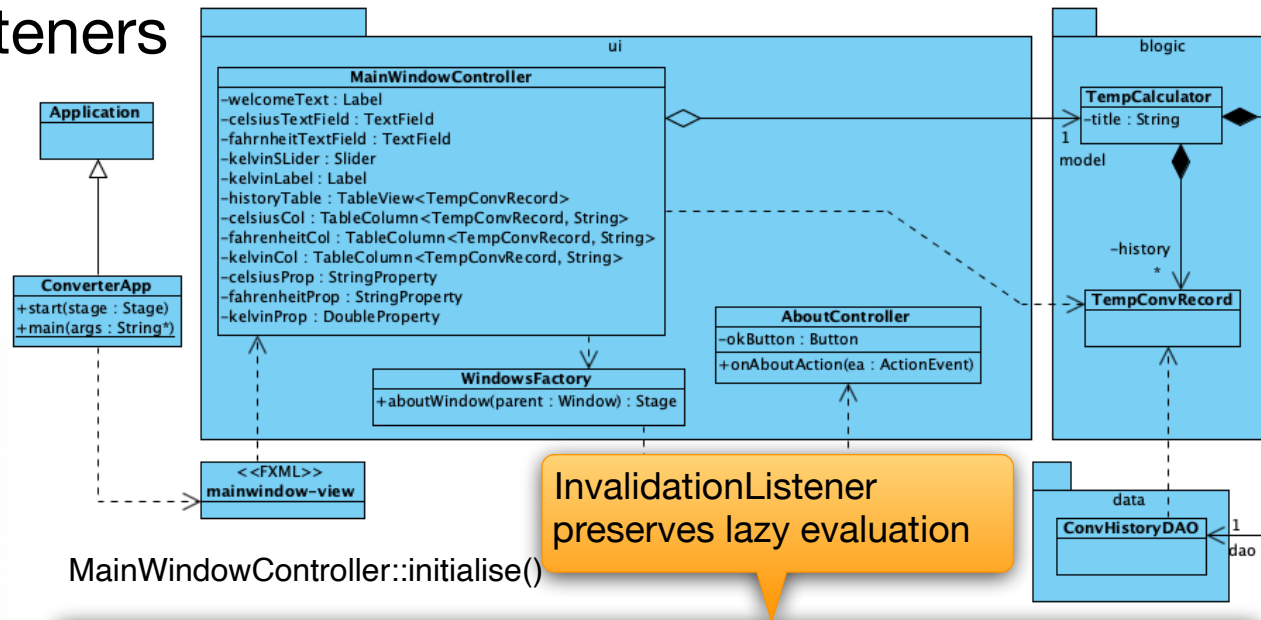 teners
ui
blogic
MainWindowController
-welcomeText : Label
-celsiusTextField : TextField
-fahrnheitTextField : TextField
-kelvinSLider : Slider
-kelvinLabel : Label
-historyTable : TableView<TempConvRecord>
-celsiusCol : TableColumn<TempConvRecord, String>
-fahrenheitCol : TableColumn<TempConvRecord, String>
-kelvinCol : TableColumn<TempConvRecord, String>
-celsiusProp : StringProperty
-fahrenheitProp : StringProperty
-kelvinProp : DoubleProperty
TempCalculator
-title : String
1
model
Application
-history
*
ConverterApp
+start(stage : Stage)
+main(args : String*)
TempConvRecord
AboutController
-okButton : Button
+onAboutAction(ea : ActionEvent)
WindowsFactory
+aboutWindow(parent : Window) : Stage
<<FXML>>
mainwindow-view
InvalidationListener
preserves lazy evaluation
data
ConvHistoryDAO
1
dao
MainWindowController::initialise()